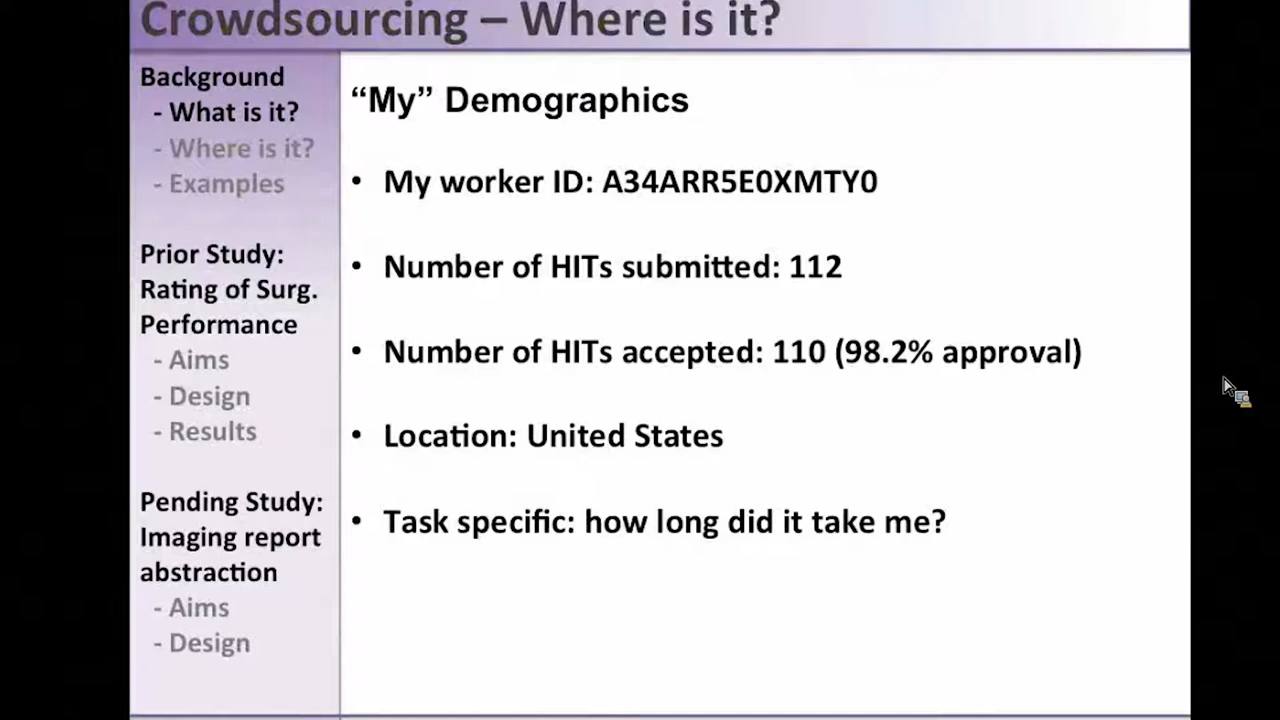 Crowdsourcing – Where is it?
Background
- What is it?
- Where is it?
- Examples
Prior Study:
Rating of Surg.
Performance
- Aims
- Design
- Results
Pending Study:
Imaging report
abstraction
- Aims
- Design
“My” Demographics
• My worker ID: A34ARR5E0XMTY0
• Number of HITs submitted: 112
• Number of HITs accepted: 110 (98.2% approval)
• Location: United States
• Task specific: how long did it take me?